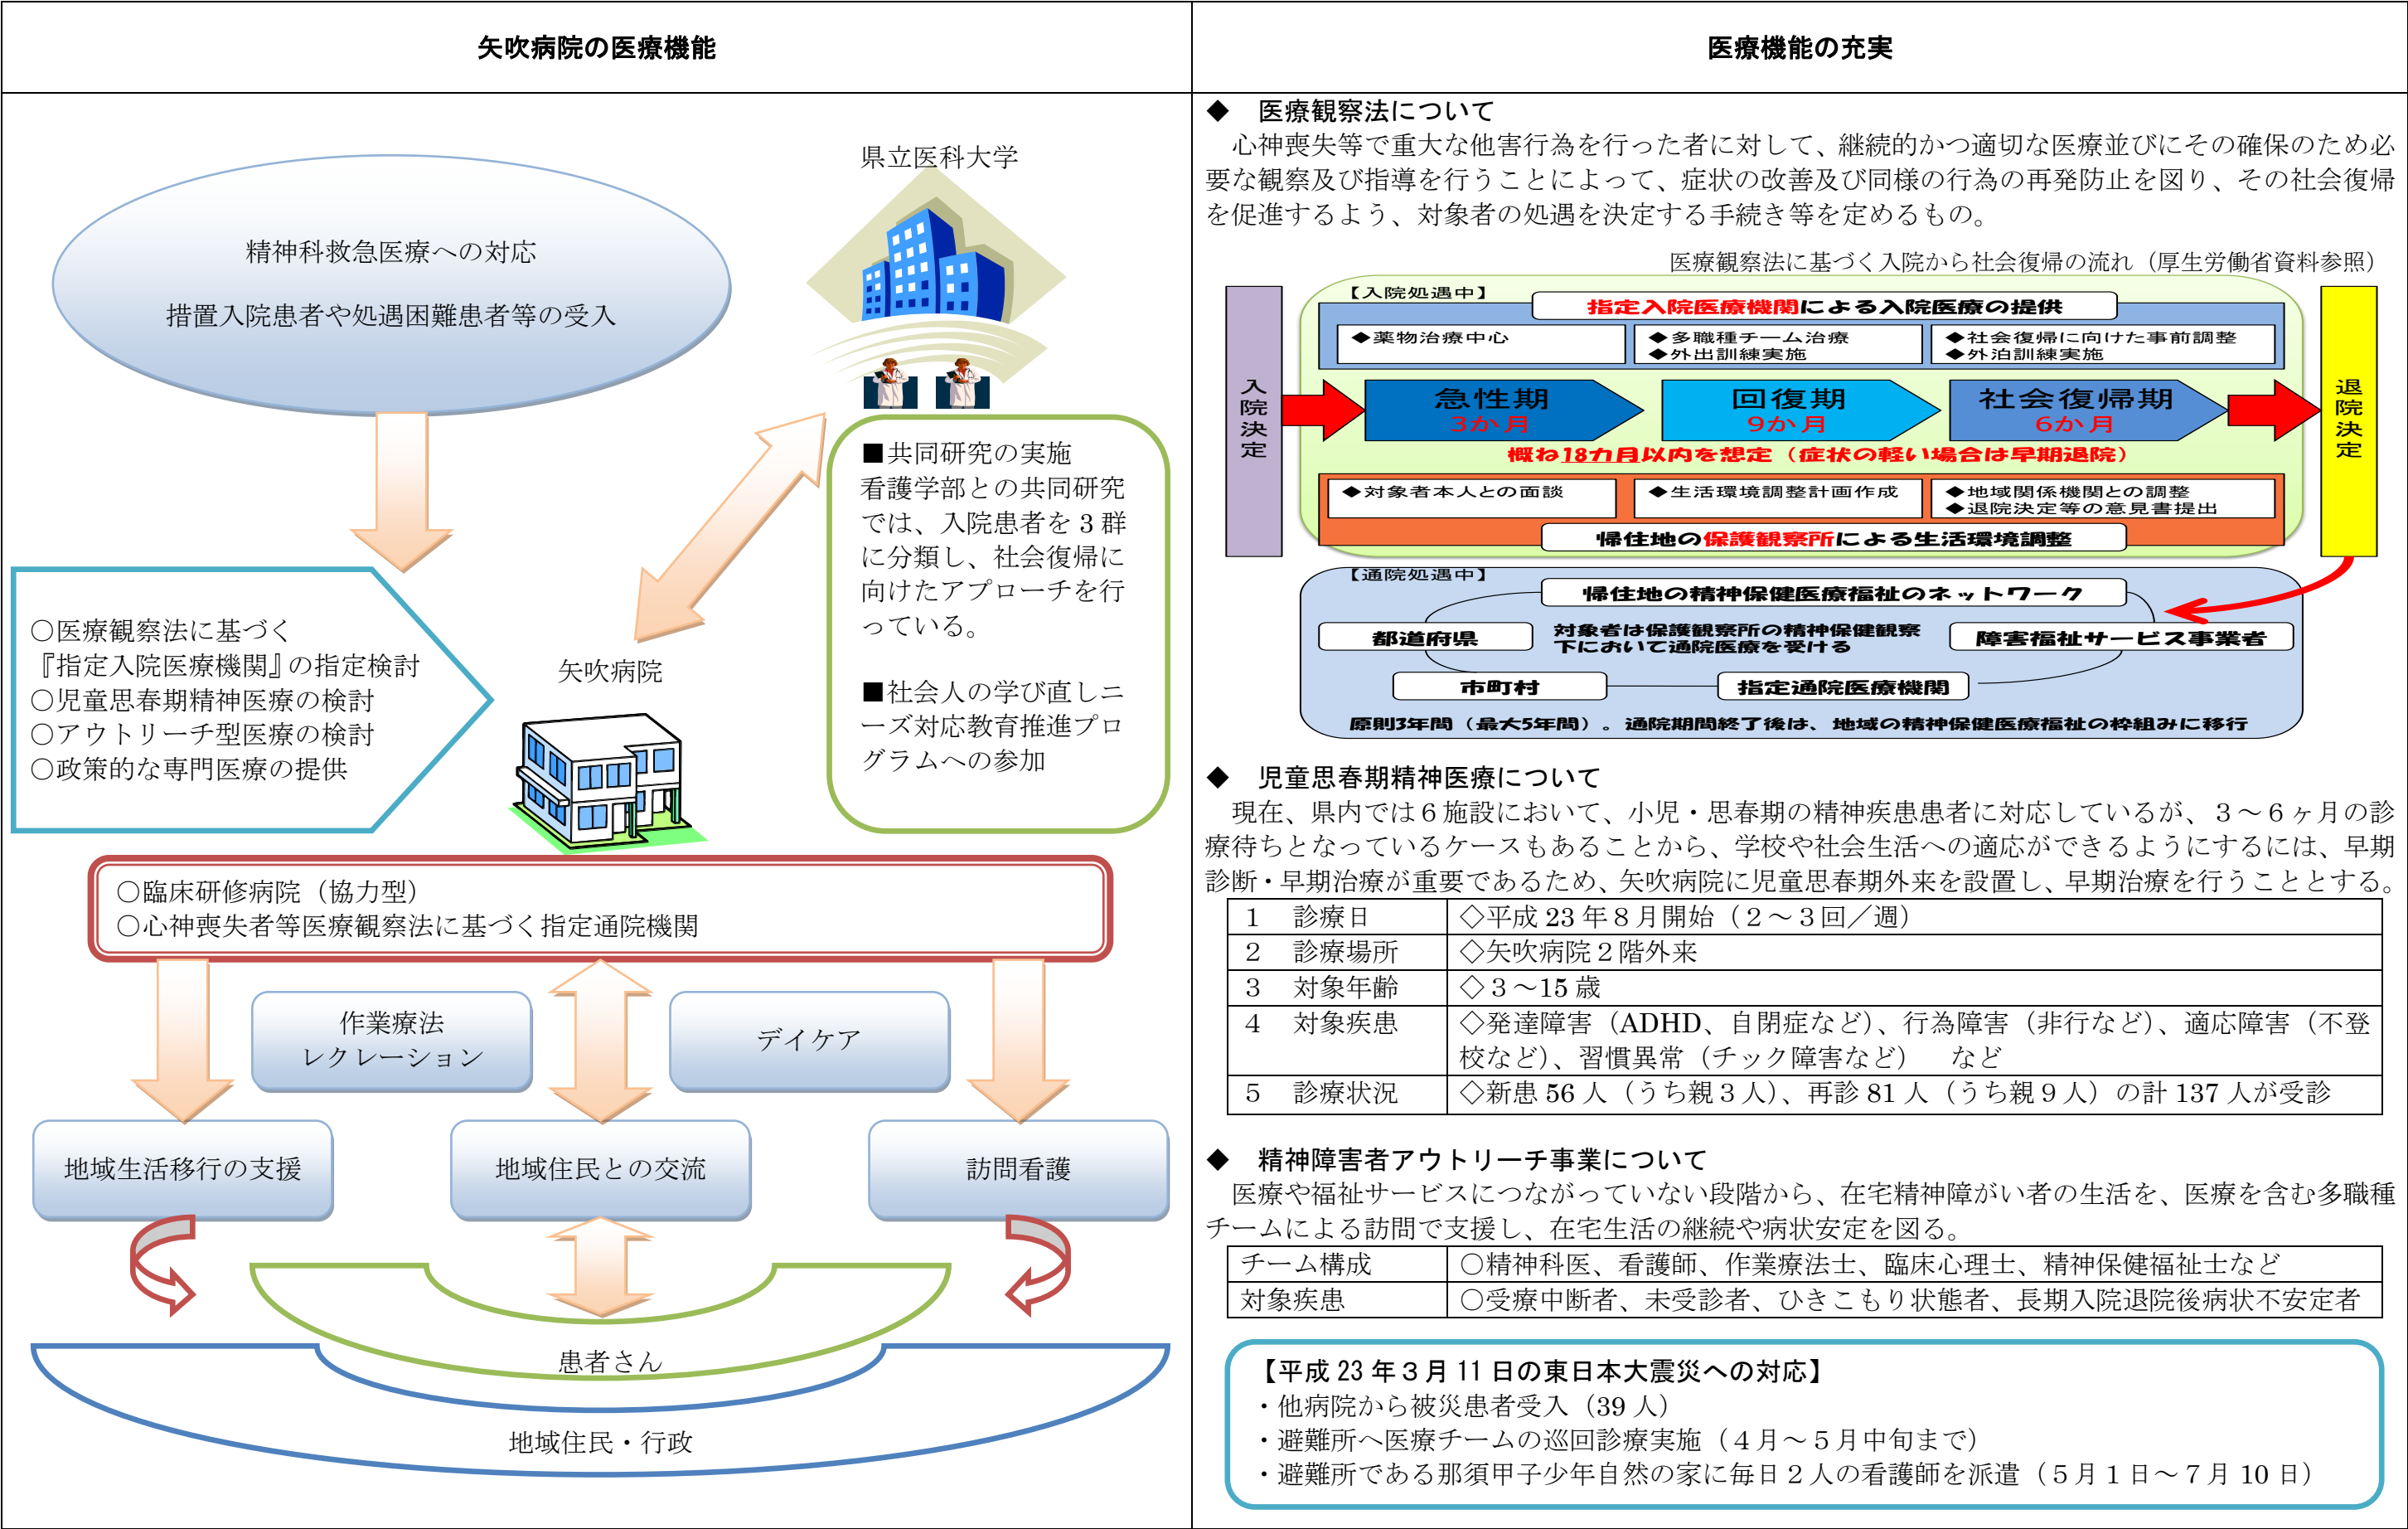 矢吹病院の医療機能
精神科救急医療への対応
措置入院患者や処遇困難患者等の受入
県立医科大学
■共同研究の実施
看護学部との共同研究
では、入院患者を3群
に分類し、社会復帰に
向けたアプローチを行
っている。
■社会人の学び直しニ
ーズ対応教育推進プロ
グラムへの参加
○医療観察法に基づく
『指定入院医療機関』の指定検討
○児童思春期精神医療の検討
○アウトリーチ型医療の検討
○政策的な専門医療の提供
矢吹病院
○臨床研修病院（協力型）
○心神喪失者等医療観察法に基づく指定通院機関
作業療法
レクレーション
デイケア
地域生活移行の支援
地域住民との交流
訪問看護
患者さん
地域住民・行政
医療機能の充実
◆　医療観察法について
心神喪失等で重大な他害行為を行った者に対して、継続的かつ適切な医療並びにその確保のため必
要な観察及び指導を行うことによって、症状の改善及び同様の行為の再発防止を図り、その社会復帰
を促進するよう、対象者の処遇を決定する手続き等を定めるもの。
医療観察法に基づく入院から社会復帰の流れ（厚生労働省資料参照）
入院決定
【入院処遇中】
指定入院医療機関による入院医療の提供
◆薬物治療中心
◆多職種チーム治療
◆外出訓練実施
◆社会復帰に向けた事前調整
◆外泊訓練実施
急性期
3か月
回復期
9か月
社会復帰期
6か月
概ね18カ月以内を想定（症状の軽い場合は早期退院）
◆対象者本人との面談
◆生活環境調整計画作成
◆地域関係機関との調整
◆退院決定等の意見書提出
帰住地の保護観察所による生活環境調整
退院決定
【通院処遇中】
帰住地の精神保健医療福祉のネットワーク
都道府県
対象者は保護観察所の精神保健観察
下において通院医療を受ける
障害福祉サービス事業者
市町村
指定通院医療機関
原則3年間（最大5年間）。通院期間終了後は、地域の精神保健医療福祉の枠組みに移行
◆　児童思春期精神医療について
現在、県内では６施設において、小児・思春期の精神疾患患者に対応しているが、３～６ヶ月の診
療待ちとなっているケースもあることから、学校や社会生活への適応ができるようにするには、早期
診断・早期治療が重要であるため、矢吹病院に児童思春期外来を設置し、早期治療を行うこととする。
1　診療日　◇平成 23 年８月開始（２～３回／週）
2　診療場所　◇矢吹病院２階外来
3　対象年齢　◇３～15 歳
4　対象疾患　◇発達障害（ADHD、自閉症など）、行為障害（非行など）、適応障害（不登
校など）、習慣異常（チック障害など）　など
5　診療状況　◇新患 56 人（うち親３人）、再診 81 人（うち親９人）の計 137 人が受診
◆　精神障害者アウトリーチ事業について
医療や福祉サービスにつながっていない段階から、在宅精神障がい者の生活を、医療を含む多職種
チームによる訪問で支援し、在宅生活の継続や病状安定を図る。
チーム構成　○精神科医、看護師、作業療法士、臨床心理士、精神保健福祉士など
対象疾患　○受療中断者、未受診者、ひきこもり状態者、長期入院退院後病状不安定者
【平成 23 年３月 11 日の東日本大震災への対応】
・他病院から被災患者受入（39 人）
・避難所へ医療チームの巡回診療実施（４月～５月中旬まで）
・避難所である那須甲子少年自然の家に毎日２人の看護師を派遣（５月１日～７月 10 日）